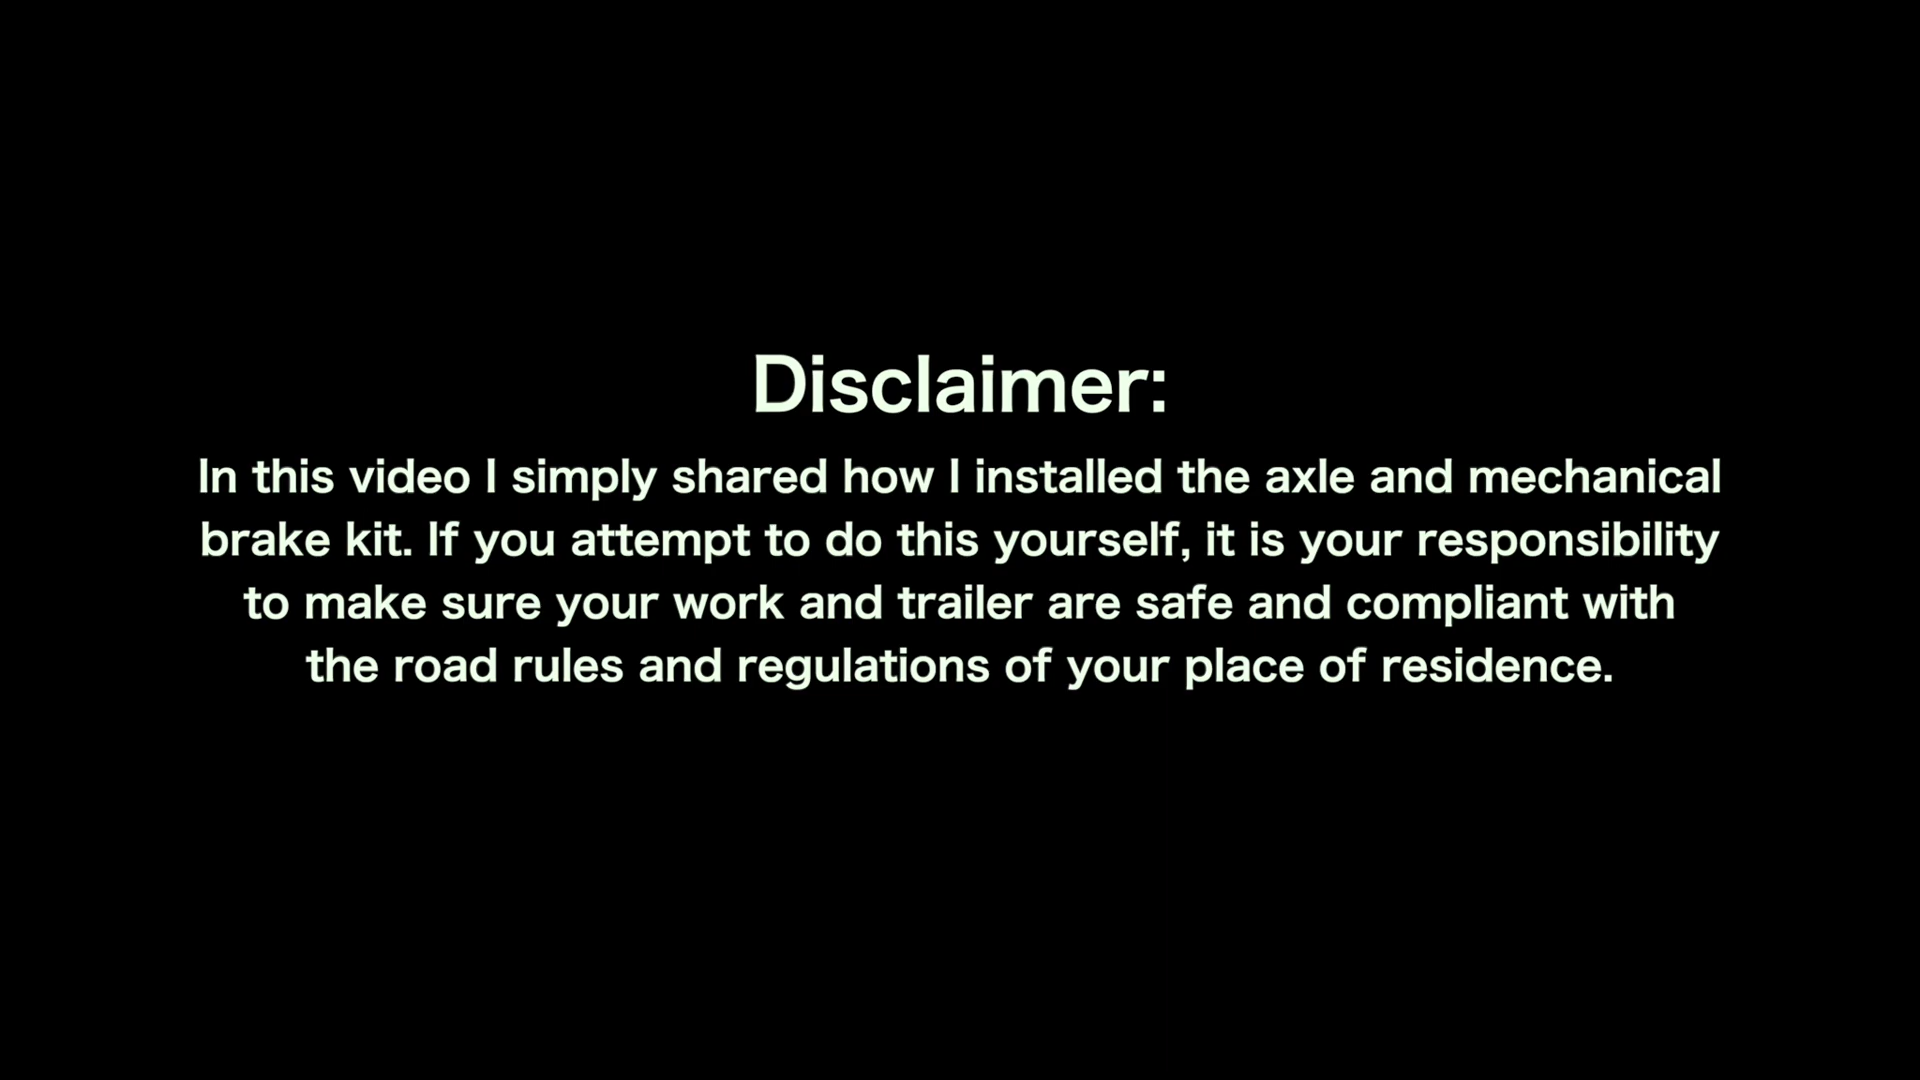 Disclaimer:
In this video I simply shared how I installed the axle and mechanical
brake kit. If you attempt to do this yourself, it is your responsibility
to make sure your work and trailer are safe and compliant with
the road rules and regulations of your place of residence.